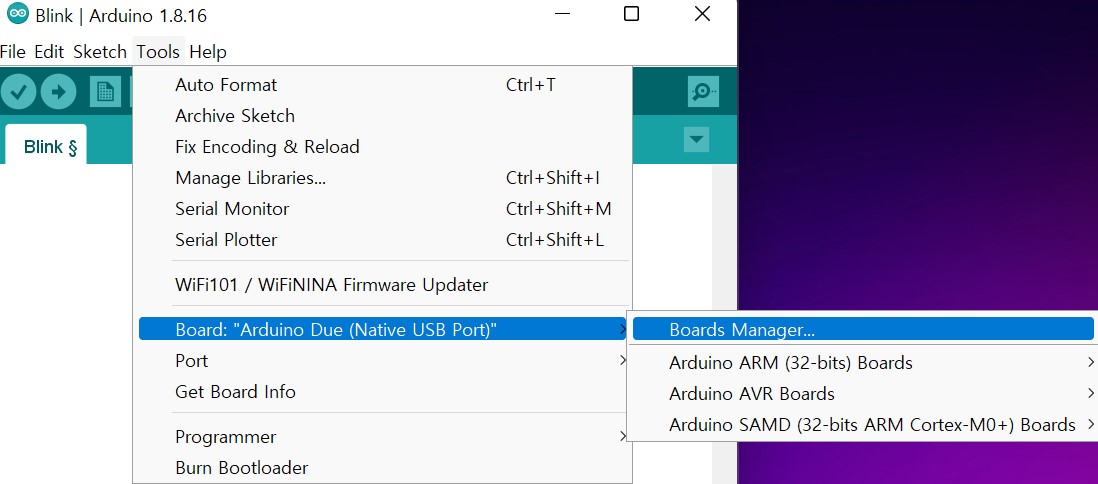 Blink | Arduino 1.8.16
File Edit Sketch Tools Help
Blink §
Auto Format Ctrl+T
Archive Sketch
Fix Encoding & Reload
Manage Libraries... Ctrl+Shift+I
Serial Monitor Ctrl+Shift+M
Serial Plotter Ctrl+Shift+L
WiFi101 / WiFiNINA Firmware Updater
Board: "Arduino Due (Native USB Port)"
Port
Get Board Info
Programmer
Burn Bootloader
Boards Manager...
Arduino ARM (32-bits) Boards
Arduino AVR Boards
Arduino SAMD (32-bits ARM Cortex-M0+) Boards